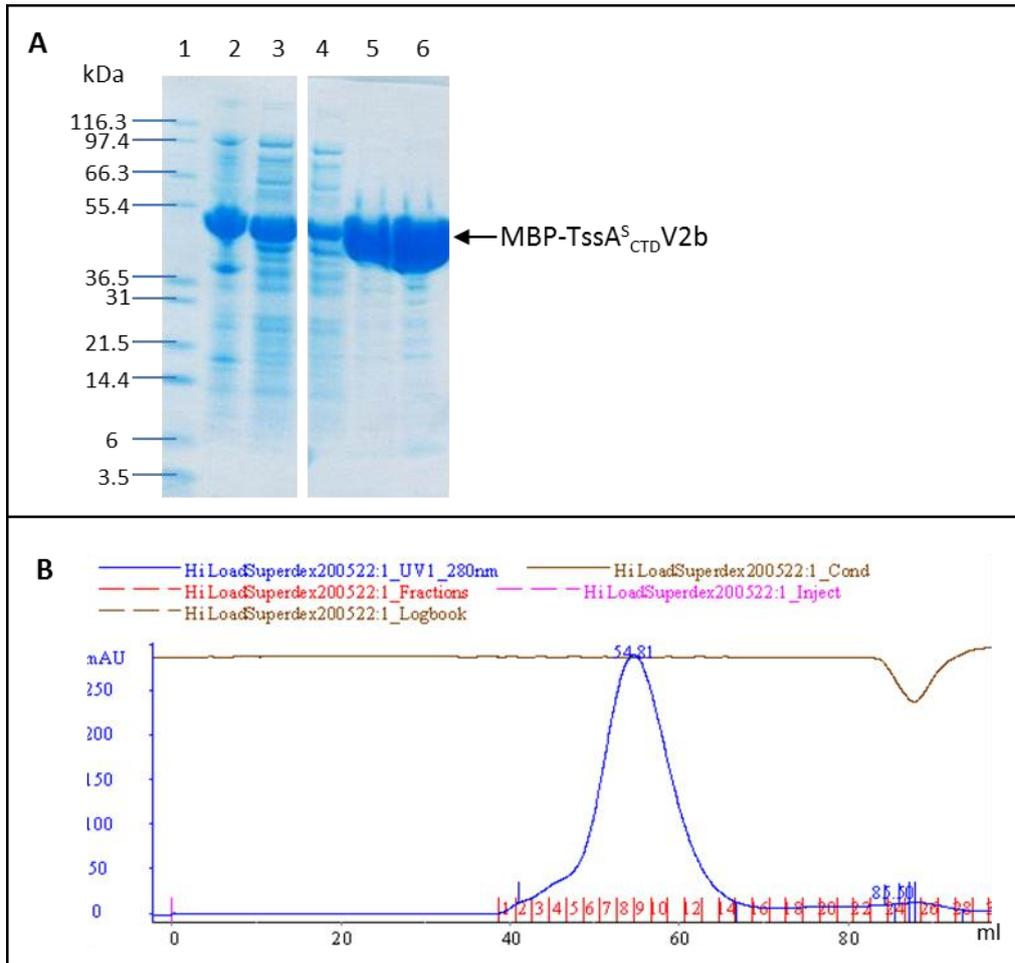 A
1 2 3 4 5 6
kDa
116.3
97.4
66.3
55.4
36.5
31
21.5
14.4
6
3.5
MBP-TssA^S_CTD V2b
B
HiLoadSuperdex200522:1_UV1_280nm
HiLoadSuperdex200522:1_Cond
HiLoadSuperdex200522:1_Fractions
HiLoadSuperdex200522:1_Inject
HiLoadSuperdex200522:1_Logbook
mAU
54.81
250
200
150
100
50
0
85.50
1 2 3 4 5 6 7 8 9 10 12 14 16 18 20 22 24 26 28
0 20 40 60 80 ml